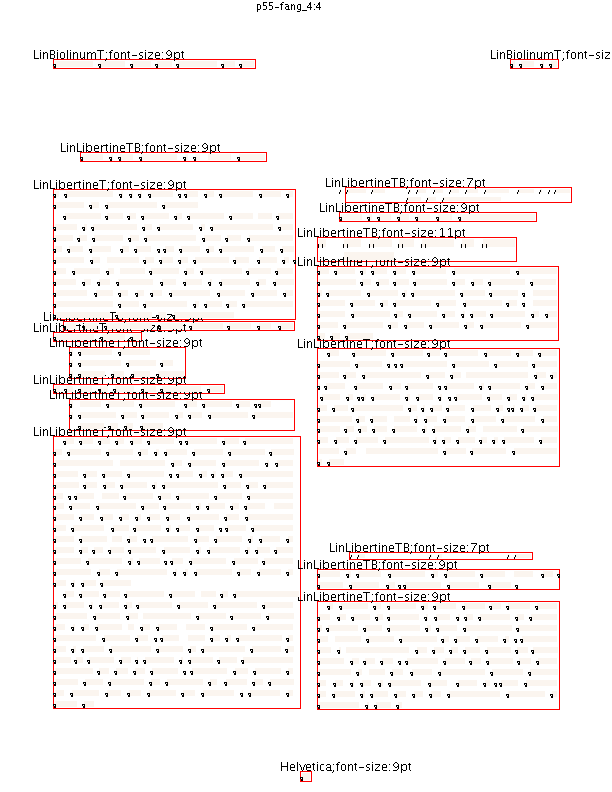 p55-fang_4:4
LinBiolinumT;font-size:9pt
LinBiolinumT;font-siz
LinLibertineTB;font-size:9pt
LinLibertineT;font-size:9pt
LinLibertineT;font-size:9pt
LinLibertineT;font-size:9pt
LinLibertineT;font-size:9pt
LinLibertineT;font-size:9pt
LinLibertineTB;font-size:7pt
LinLibertineTB;font-size:9pt
LinLibertineTB;font-size:11pt
LinLibertineT;font-size:9pt
LinLibertineT;font-size:9pt
LinLibertineTB;font-size:7pt
LinLibertineTB;font-size:9pt
LinLibertineT;font-size:9pt
Helvetica;font-size:9pt